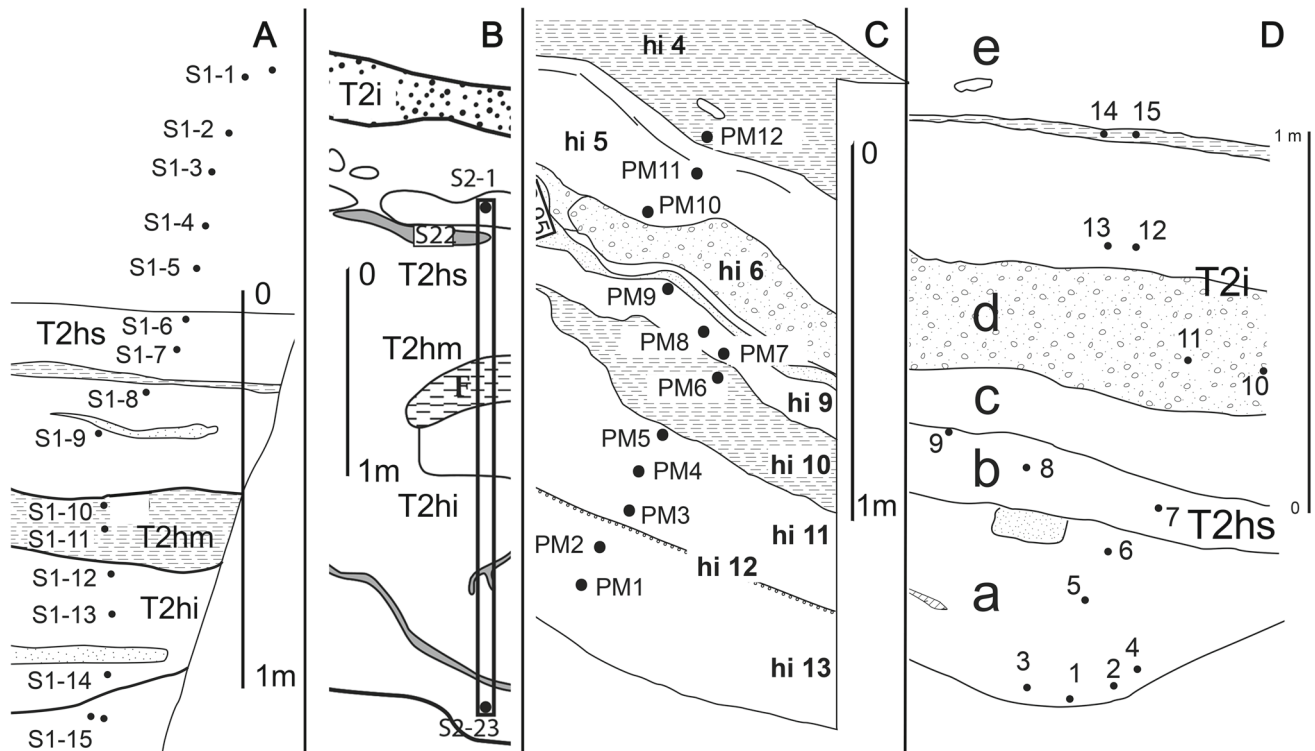 A
S1-1
S1-2
S1-3
S1-4
S1-5
0
T2hs
S1-6
S1-7
S1-8
S1-9
S1-10
S1-11
T2hm
S1-12
S1-13
T2hi
S1-14
1m
S1-15
B
T2i
S2-1
S22
T2hs
0
T2hm
F
1m
T2hi
S2-23
C
hi 4
hi 5
PM12
0
PM11
PM10
hi 6
PM9
PM8
PM7
PM6
hi 9
PM5
PM4
hi 10
PM3
1m
hi 11
PM2
hi 12
PM1
hi 13
D
e
14 15
1 m
13 12
T2i
d
11
10
c
9
8
b
7
T2hs
0
6
5
a
4
3 1 2